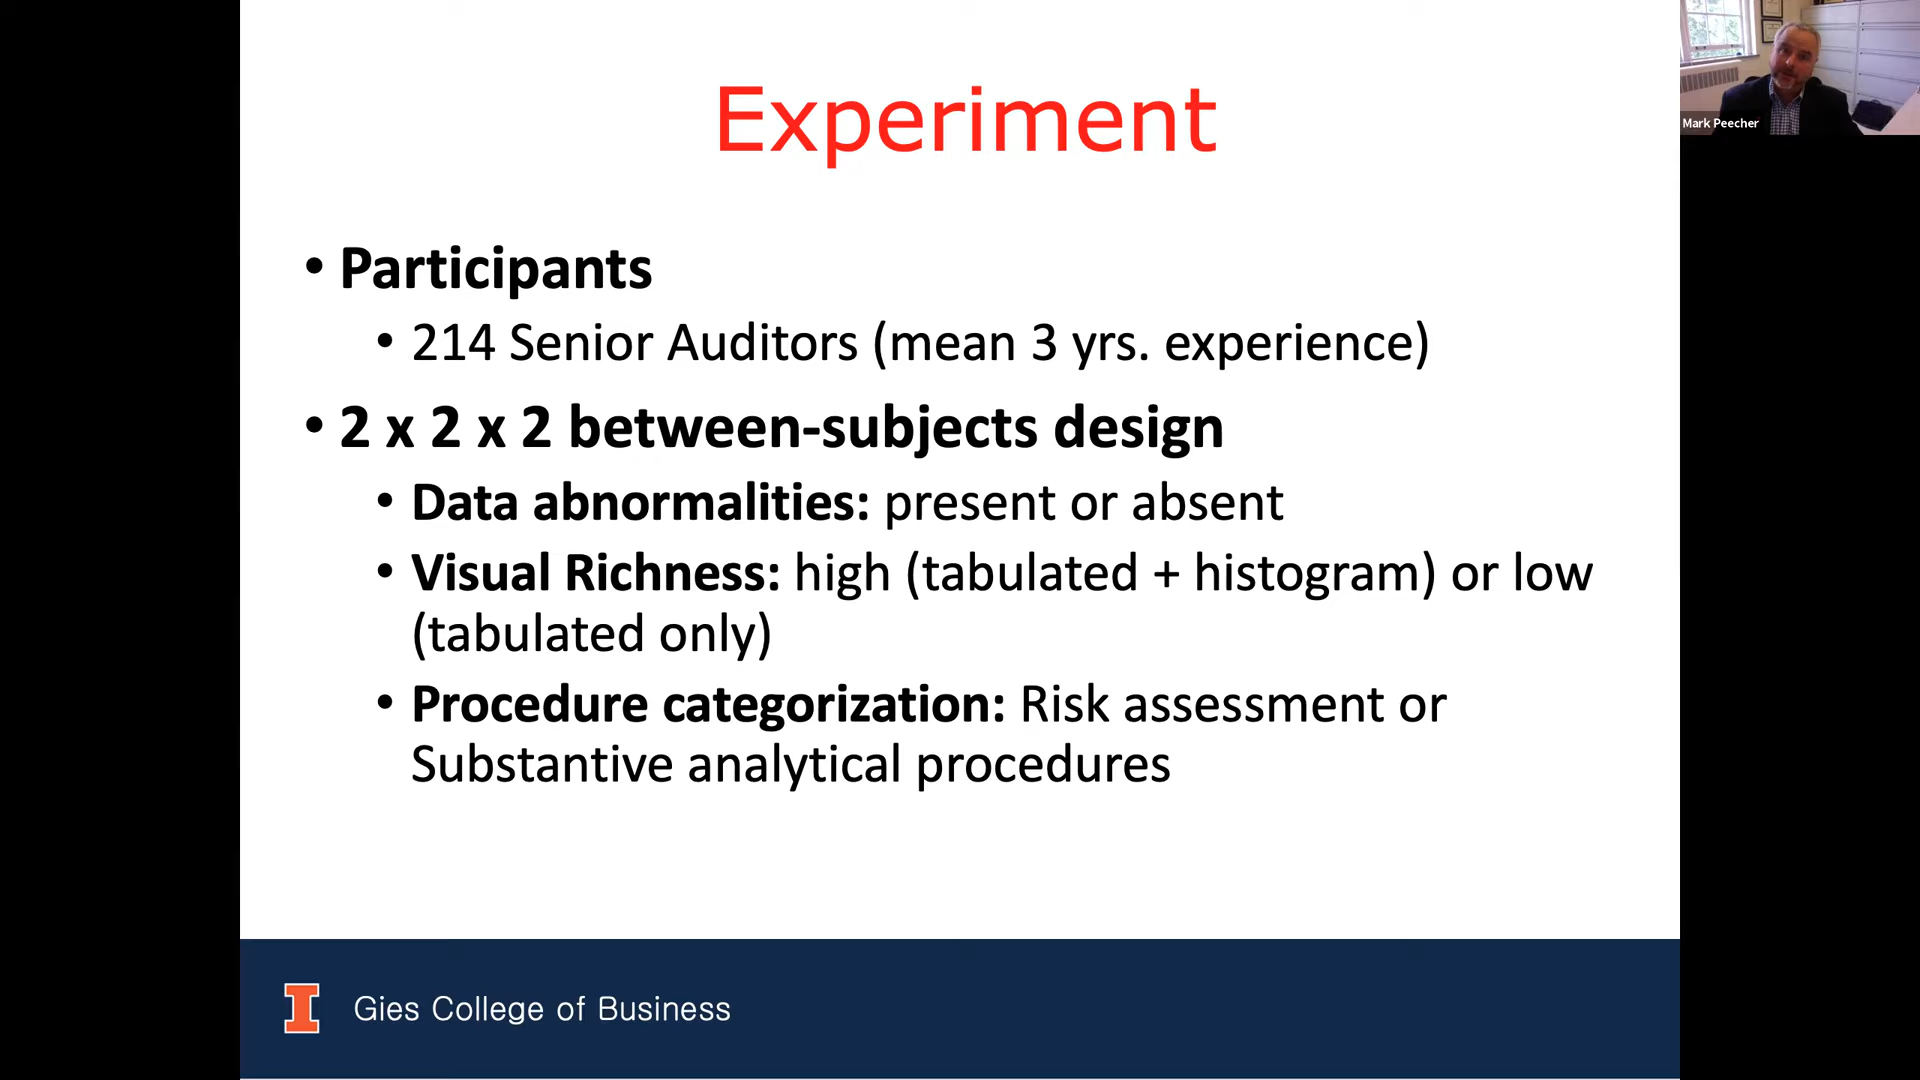 Experiment
Mark Peecher
• Participants
• 214 Senior Auditors (mean 3 yrs. experience)
• 2 x 2 x 2 between-subjects design
• Data abnormalities: present or absent
• Visual Richness: high (tabulated + histogram) or low
(tabulated only)
• Procedure categorization: Risk assessment or
Substantive analytical procedures
I
Gies College of Business